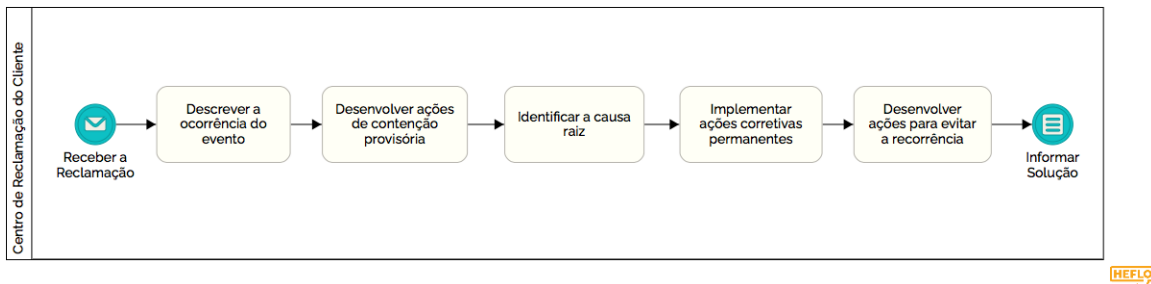 Centro de Reclamação do Cliente
Receber a
Reclamação
Descrever a
ocorrência do
evento
Desenvolver ações
de contenção
provisória
Identificar a causa
raiz
Implementar
ações corretivas
permanentes
Desenvolver
ações para evitar
a recorrência
Informar
Solução
HEFLO